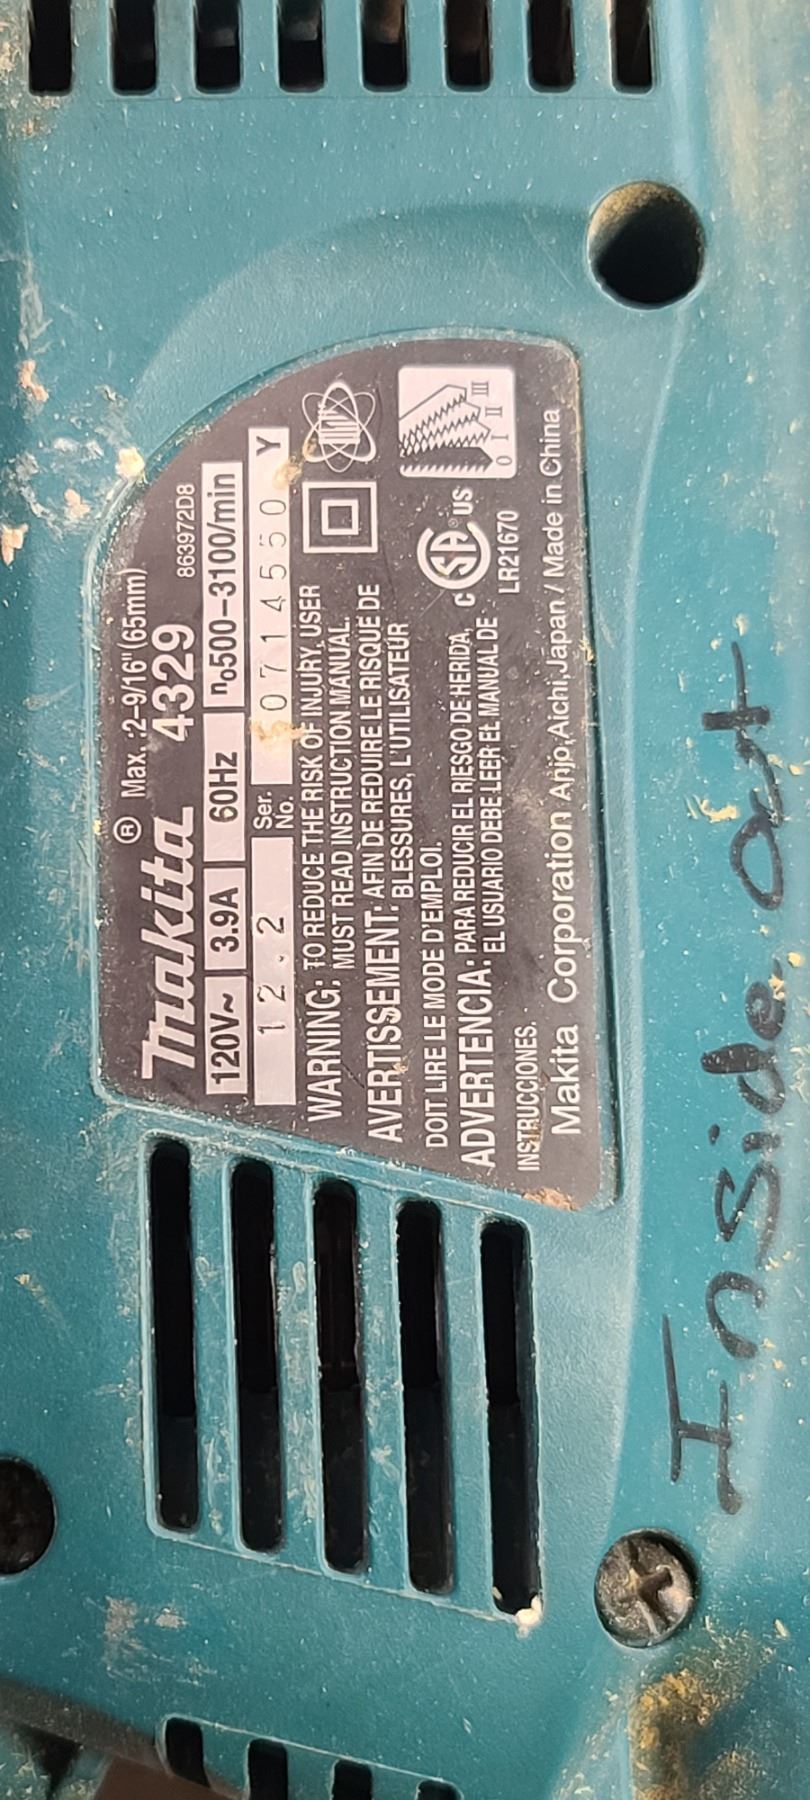 makita® Max.:2-9/16" (65mm)
4329 863972D8
120V~ 3.9A 60Hz n₀500-3100/min
12.2 Ser. No. 0714550 Y
WARNING: TO REDUCE THE RISK OF INJURY, USER
MUST READ INSTRUCTION MANUAL.
AVERTISSEMENT: AFIN DE REDUIRE LE RISQUE DE
BLESSURES, L'UTILISATEUR
DOIT LIRE LE MODE D'EMPLOI.
ADVERTENCIA: PARA REDUCIR EL RIESGO DE HERIDA,
EL USUARIO DEBE LEER EL MANUAL DE
INSTRUCCIONES.
0 I II III
C SA® US
LR21670
Makita Corporation Anjo,Aichi,Japan / Made in China
Inside out